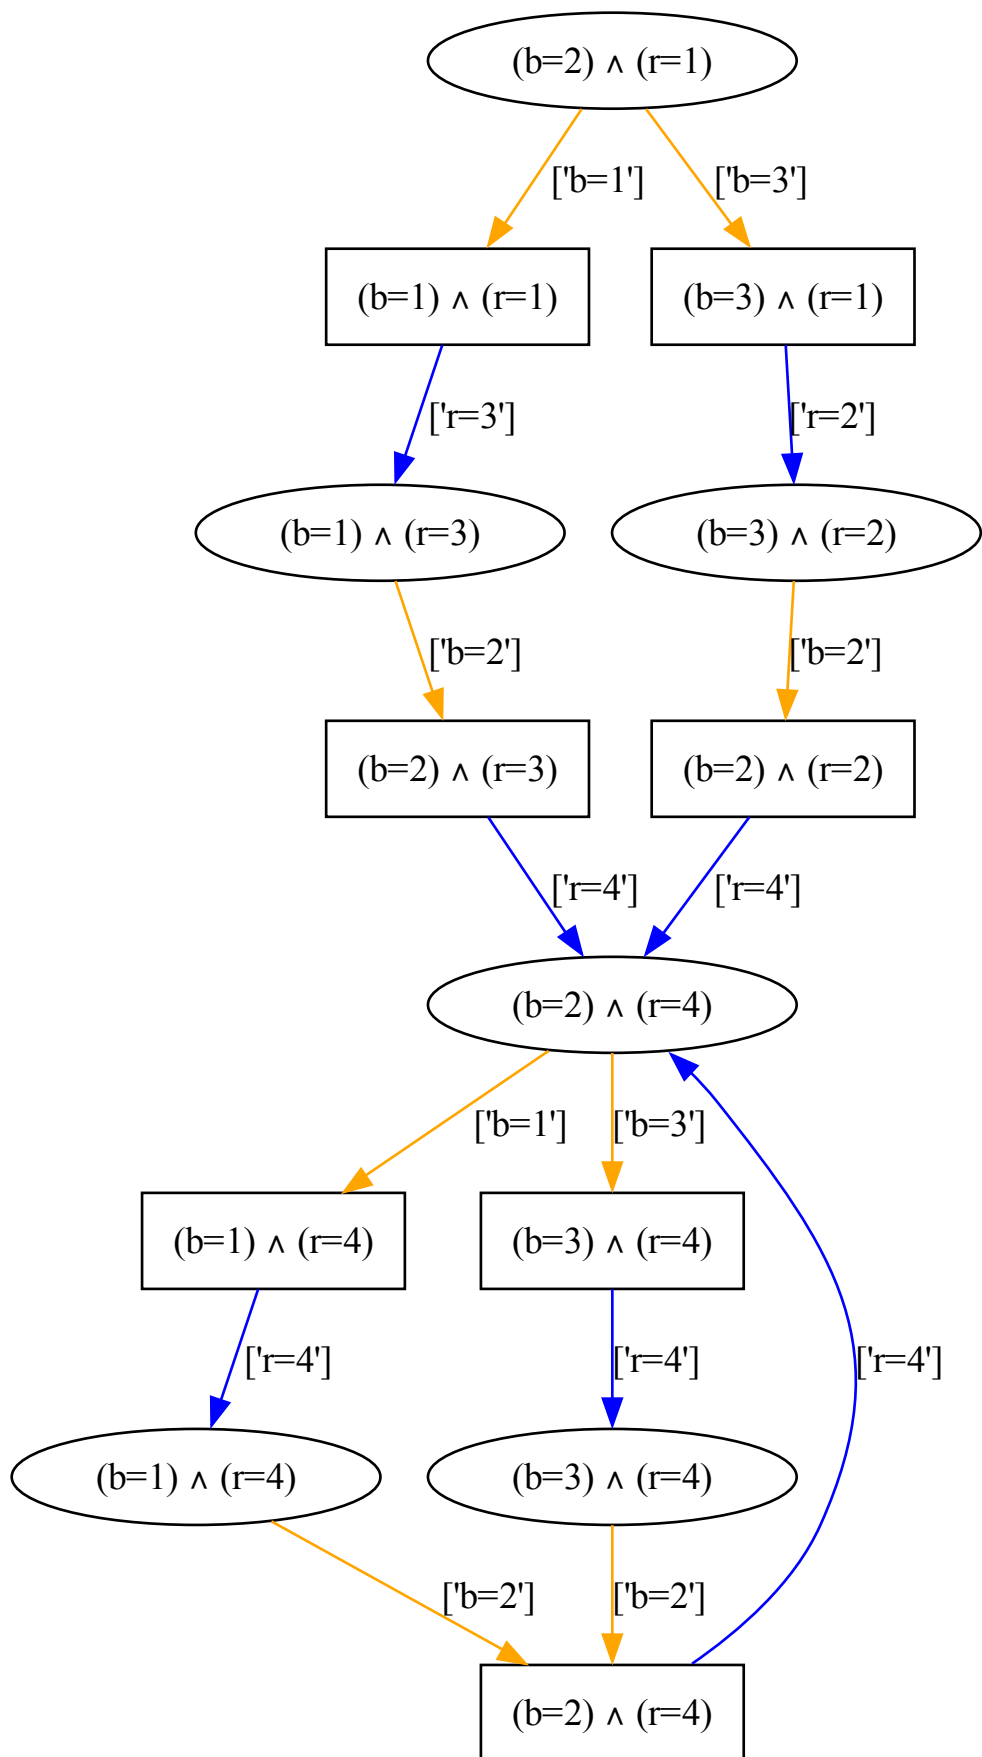 (b=2) ∧ (r=1)
['b=1']
['b=3']
(b=1) ∧ (r=1)
(b=3) ∧ (r=1)
['r=3']
['r=2']
(b=1) ∧ (r=3)
(b=3) ∧ (r=2)
['b=2']
['b=2']
(b=2) ∧ (r=3)
(b=2) ∧ (r=2)
['r=4']
['r=4']
(b=2) ∧ (r=4)
['b=1']
['b=3']
(b=1) ∧ (r=4)
(b=3) ∧ (r=4)
['r=4']
['r=4']
['r=4']
(b=1) ∧ (r=4)
(b=3) ∧ (r=4)
['b=2']
['b=2']
(b=2) ∧ (r=4)